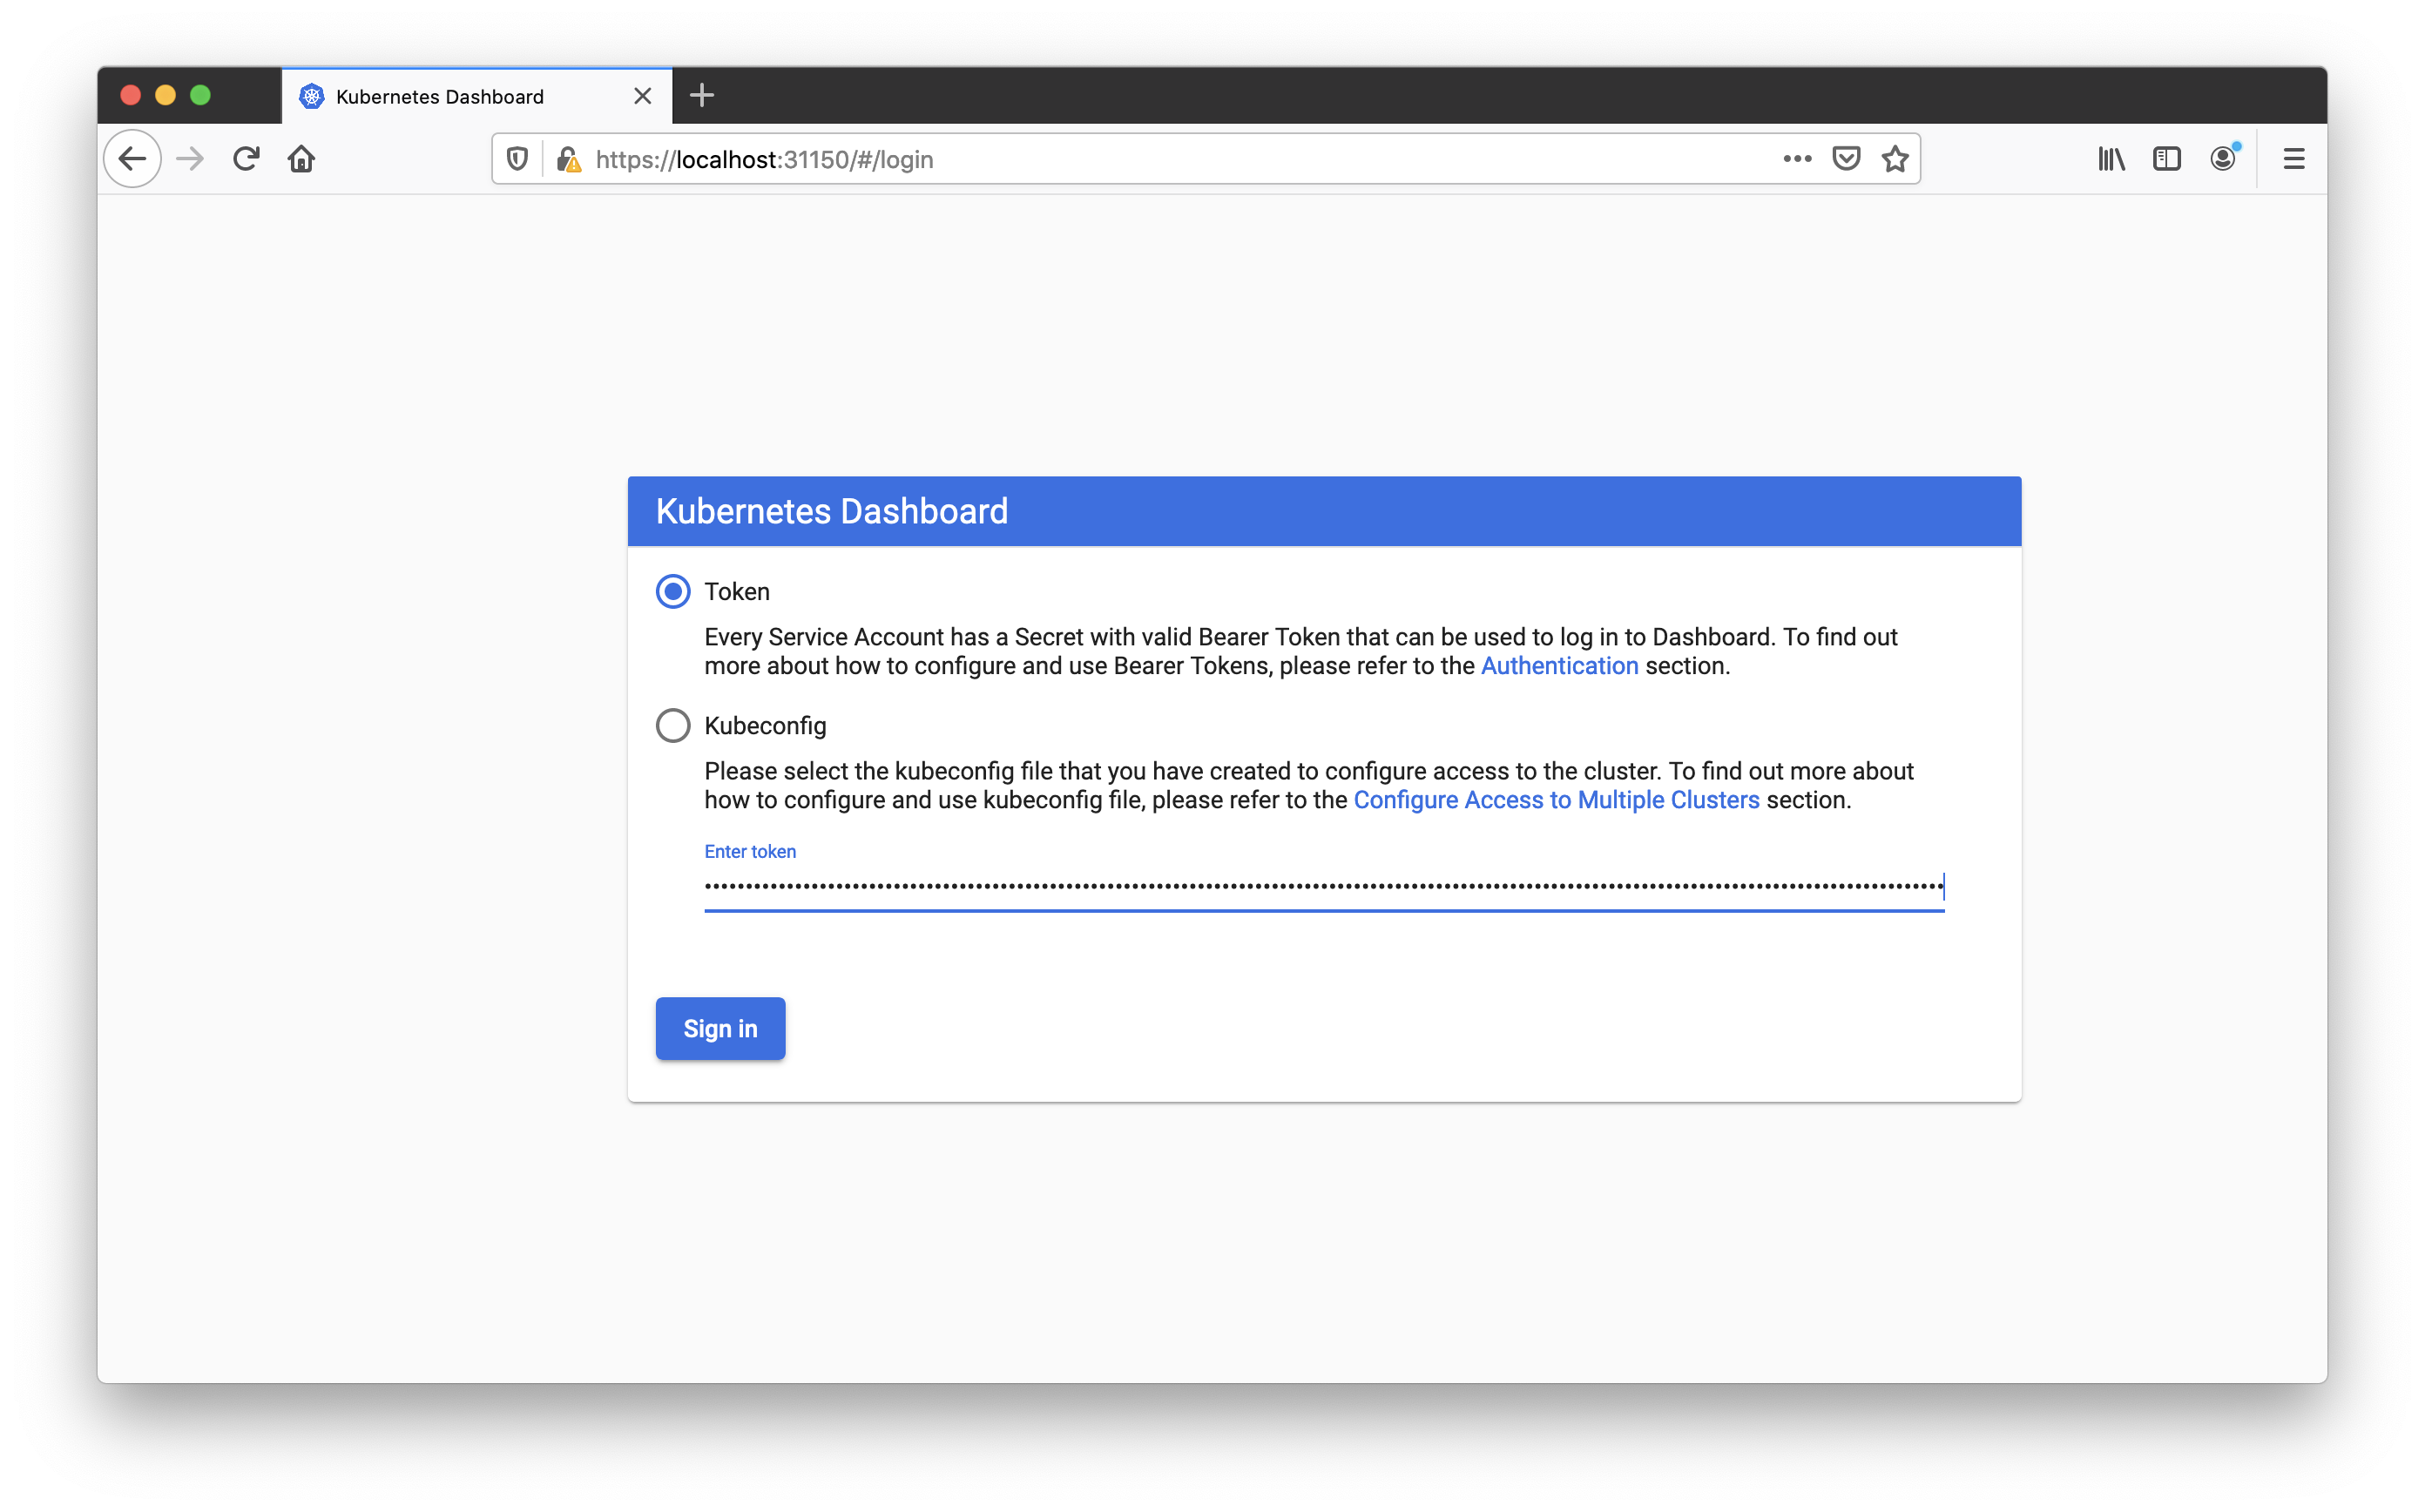 Kubernetes Dashboard
https://localhost:31150/#/login
Kubernetes Dashboard
Token
Every Service Account has a Secret with valid Bearer Token that can be used to log in to Dashboard. To find out
more about how to configure and use Bearer Tokens, please refer to the Authentication section.
Kubeconfig
Please select the kubeconfig file that you have created to configure access to the cluster. To find out more about
how to configure and use kubeconfig file, please refer to the Configure Access to Multiple Clusters section.
Enter token
Sign in